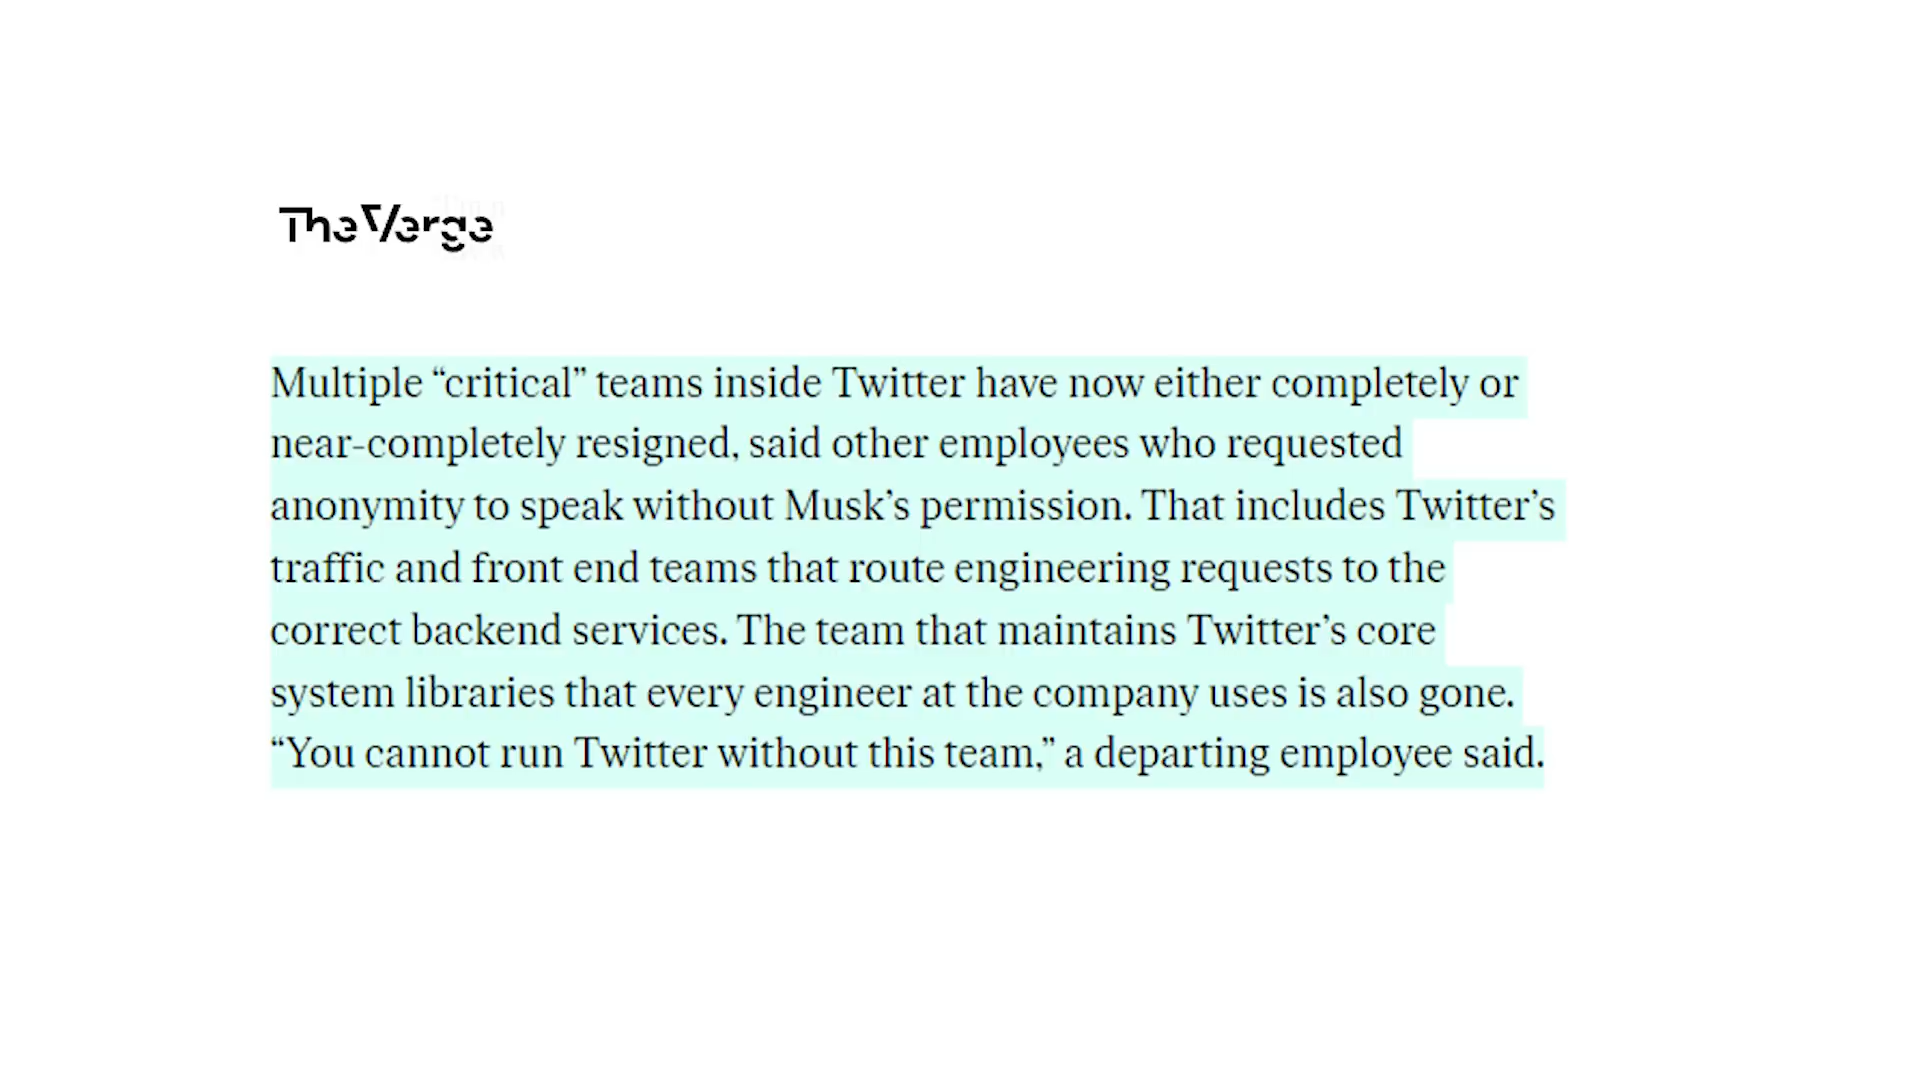 The Verge
Multiple “critical” teams inside Twitter have now either completely or
near-completely resigned, said other employees who requested
anonymity to speak without Musk’s permission. That includes Twitter’s
traffic and front end teams that route engineering requests to the
correct backend services. The team that maintains Twitter’s core
system libraries that every engineer at the company uses is also gone.
“You cannot run Twitter without this team,” a departing employee said.